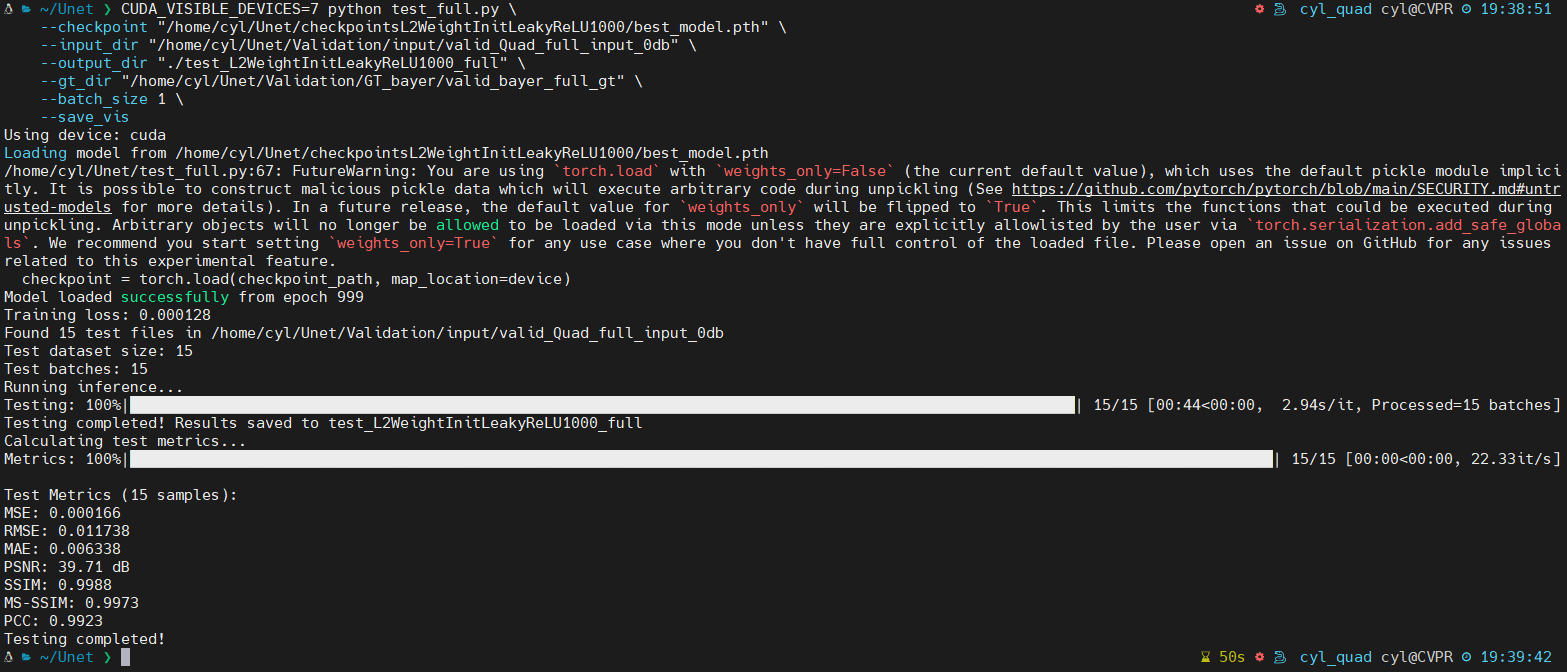 ~/Unet ❯ CUDA_VISIBLE_DEVICES=7 python test_full.py \ cyl_quad cyl@CVPR 19:38:51
--checkpoint "/home/cyl/Unet/checkpointsL2WeightInitLeakyReLU1000/best_model.pth" \
--input_dir "/home/cyl/Unet/Validation/input/valid_Quad_full_input_0db" \
--output_dir "./test_L2WeightInitLeakyReLU1000_full" \
--gt_dir "/home/cyl/Unet/Validation/GT_bayer/valid_bayer_full_gt" \
--batch_size 1 \
--save_vis
Using device: cuda
Loading model from /home/cyl/Unet/checkpointsL2WeightInitLeakyReLU1000/best_model.pth
/home/cyl/Unet/test_full.py:67: FutureWarning: You are using `torch.load` with `weights_only=False` (the current default value), which uses the default pickle module implici
tly. It is possible to construct malicious pickle data which will execute arbitrary code during unpickling (See https://github.com/pytorch/pytorch/blob/main/SECURITY.md#untr
usted-models for more details). In a future release, the default value for `weights_only` will be flipped to `True`. This limits the functions that could be executed during
unpickling. Arbitrary objects will no longer be allowed to be loaded via this mode unless they are explicitly allowlisted by the user via `torch.serialization.add_safe_globa
ls`. We recommend you start setting `weights_only=True` for any use case where you don't have full control of the loaded file. Please open an issue on GitHub for any issues
related to this experimental feature.
checkpoint = torch.load(checkpoint_path, map_location=device)
Model loaded successfully from epoch 999
Training loss: 0.000128
Found 15 test files in /home/cyl/Unet/Validation/input/valid_Quad_full_input_0db
Test dataset size: 15
Test batches: 15
Running inference...
Testing: 100%| | 15/15 [00:44<00:00, 2.94s/it, Processed=15 batches]
Testing completed! Results saved to test_L2WeightInitLeakyReLU1000_full
Calculating test metrics...
Metrics: 100%| | 15/15 [00:00<00:00, 22.33it/s]
Test Metrics (15 samples):
MSE: 0.000166
RMSE: 0.011738
MAE: 0.006338
PSNR: 39.71 dB
SSIM: 0.9988
MS-SSIM: 0.9973
PCC: 0.9923
Testing completed!
~/Unet ❯ 50s cyl_quad cyl@CVPR 19:39:42